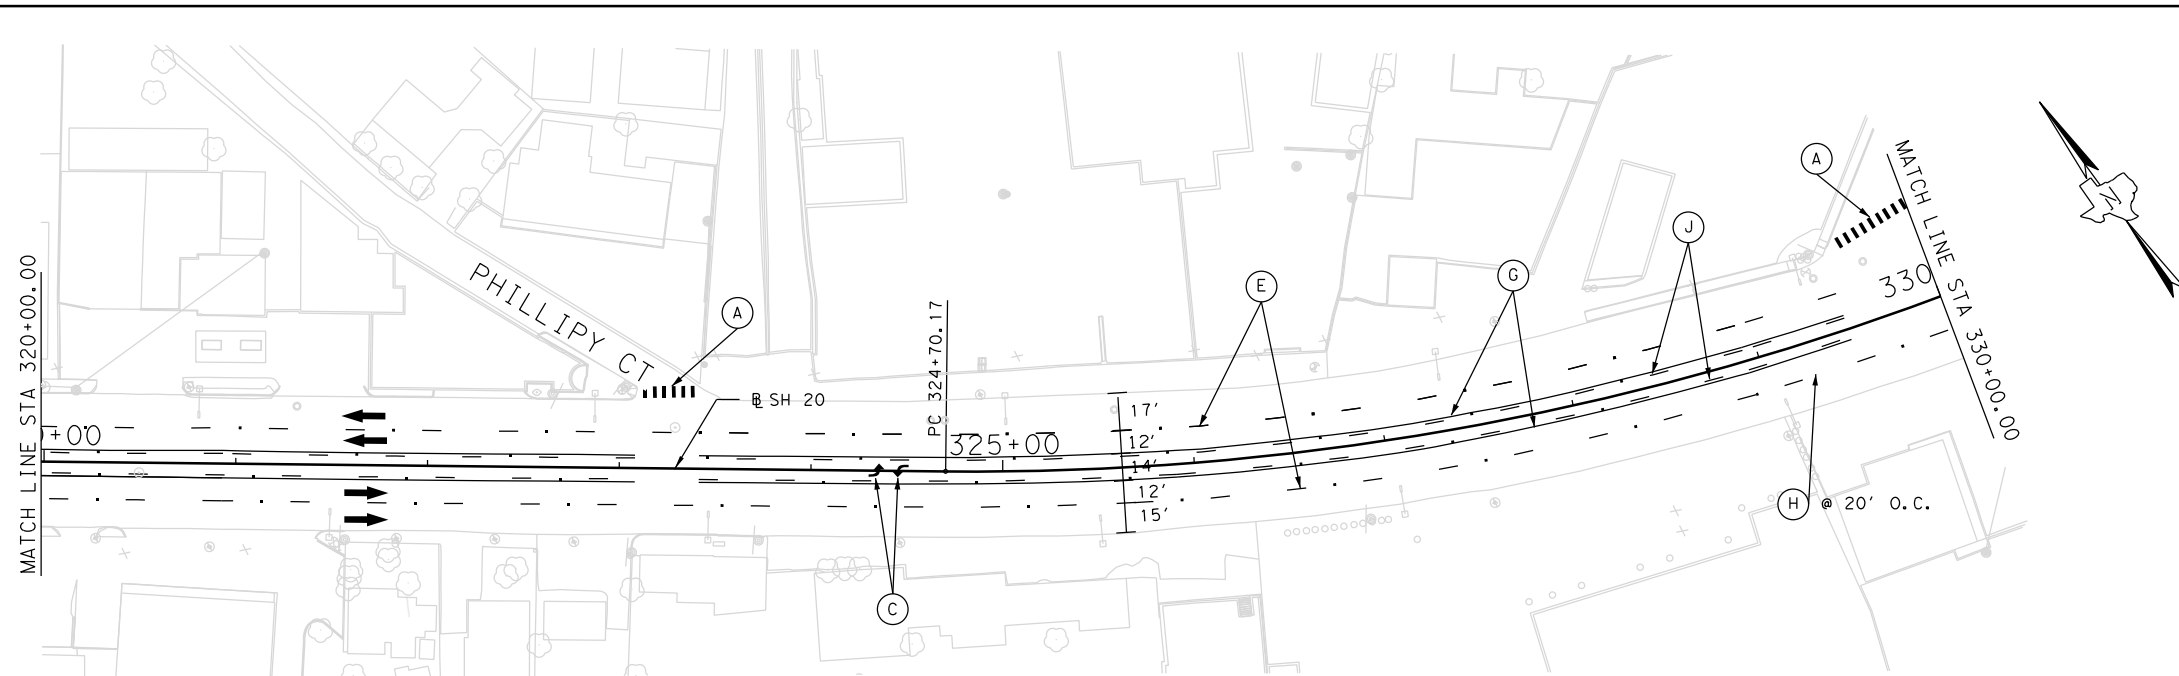 MATCH LINE STA 320+00.00
0+00
PHILLIPY CT
A
℄ SH 20
PC 324+70.17
325+00
17'
12'
14'
12'
15'
C
E
G
J
A
H @ 20' O.C.
330
MATCH LINE STA 330+00.00